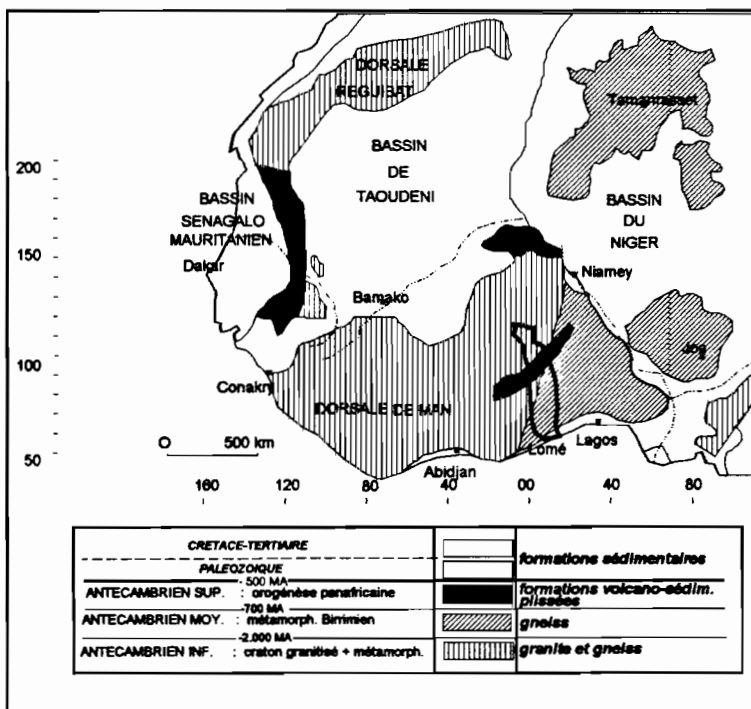 DORSALE
REGUIBAT
Tamanrasset
BASSIN
DE
TAOUDENI
200
BASSIN
SENAGALO
MAURITANIEN
BASSIN
DU
NIGER
150
Dakar
Niamey
Bamako
100
Jos
Conakry
DORSALE DE MAN
O 500 km
50
Abidjan
Lomé
Lagos
160 120 80 40 00 40 80
CRETACE-TERTIAIRE
PALEOZOIQUE
formations sédimentaires
- 500 MA
ANTECAMBRIEN SUP. : orogénèse panafricaine
formations volcano-sédim.
plissées
-700 MA
ANTECAMBRIEN MOY. : métamorph. Birrimien
gneiss
-2.000 MA
ANTECAMBRIEN INF. : craton granitisé + métamorph.
granite et gneiss